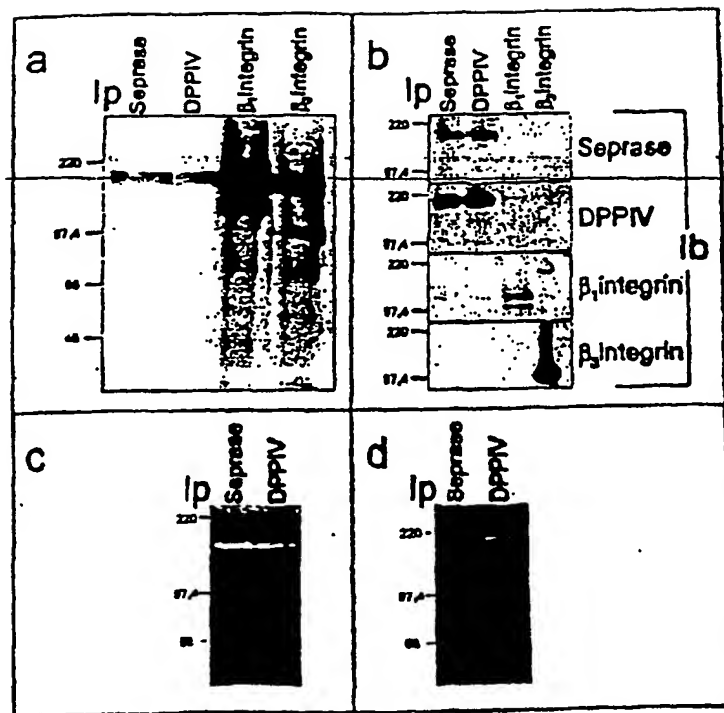 a
Ip
Seprase
DPPIV
β₁integrin
β₃integrin
220
97,4
66
46
b
Ip
Seprase
DPPIV
β₁integrin
β₃integrin
220
97,4
Seprase
220
97,4
DPPIV
220
97,4
β₁integrin
220
97,4
β₃integrin
Ib
c
Ip
Seprase
DPPIV
220
97,4
d
Ip
Seprase
DPPIV
220
97,4